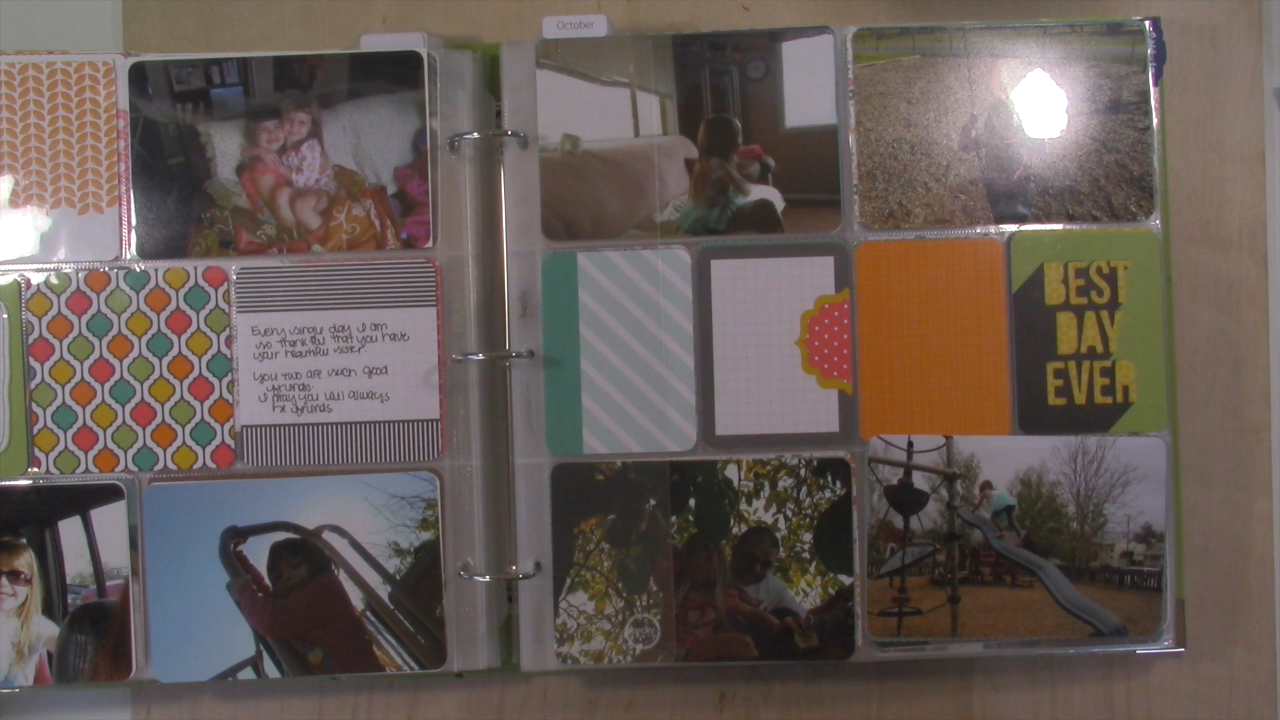 October
Every single day I am
so thankful that you have
your beautiful sister.
You two are such good
friends.
I pray you will always
be friends
BEST
DAY
EVER